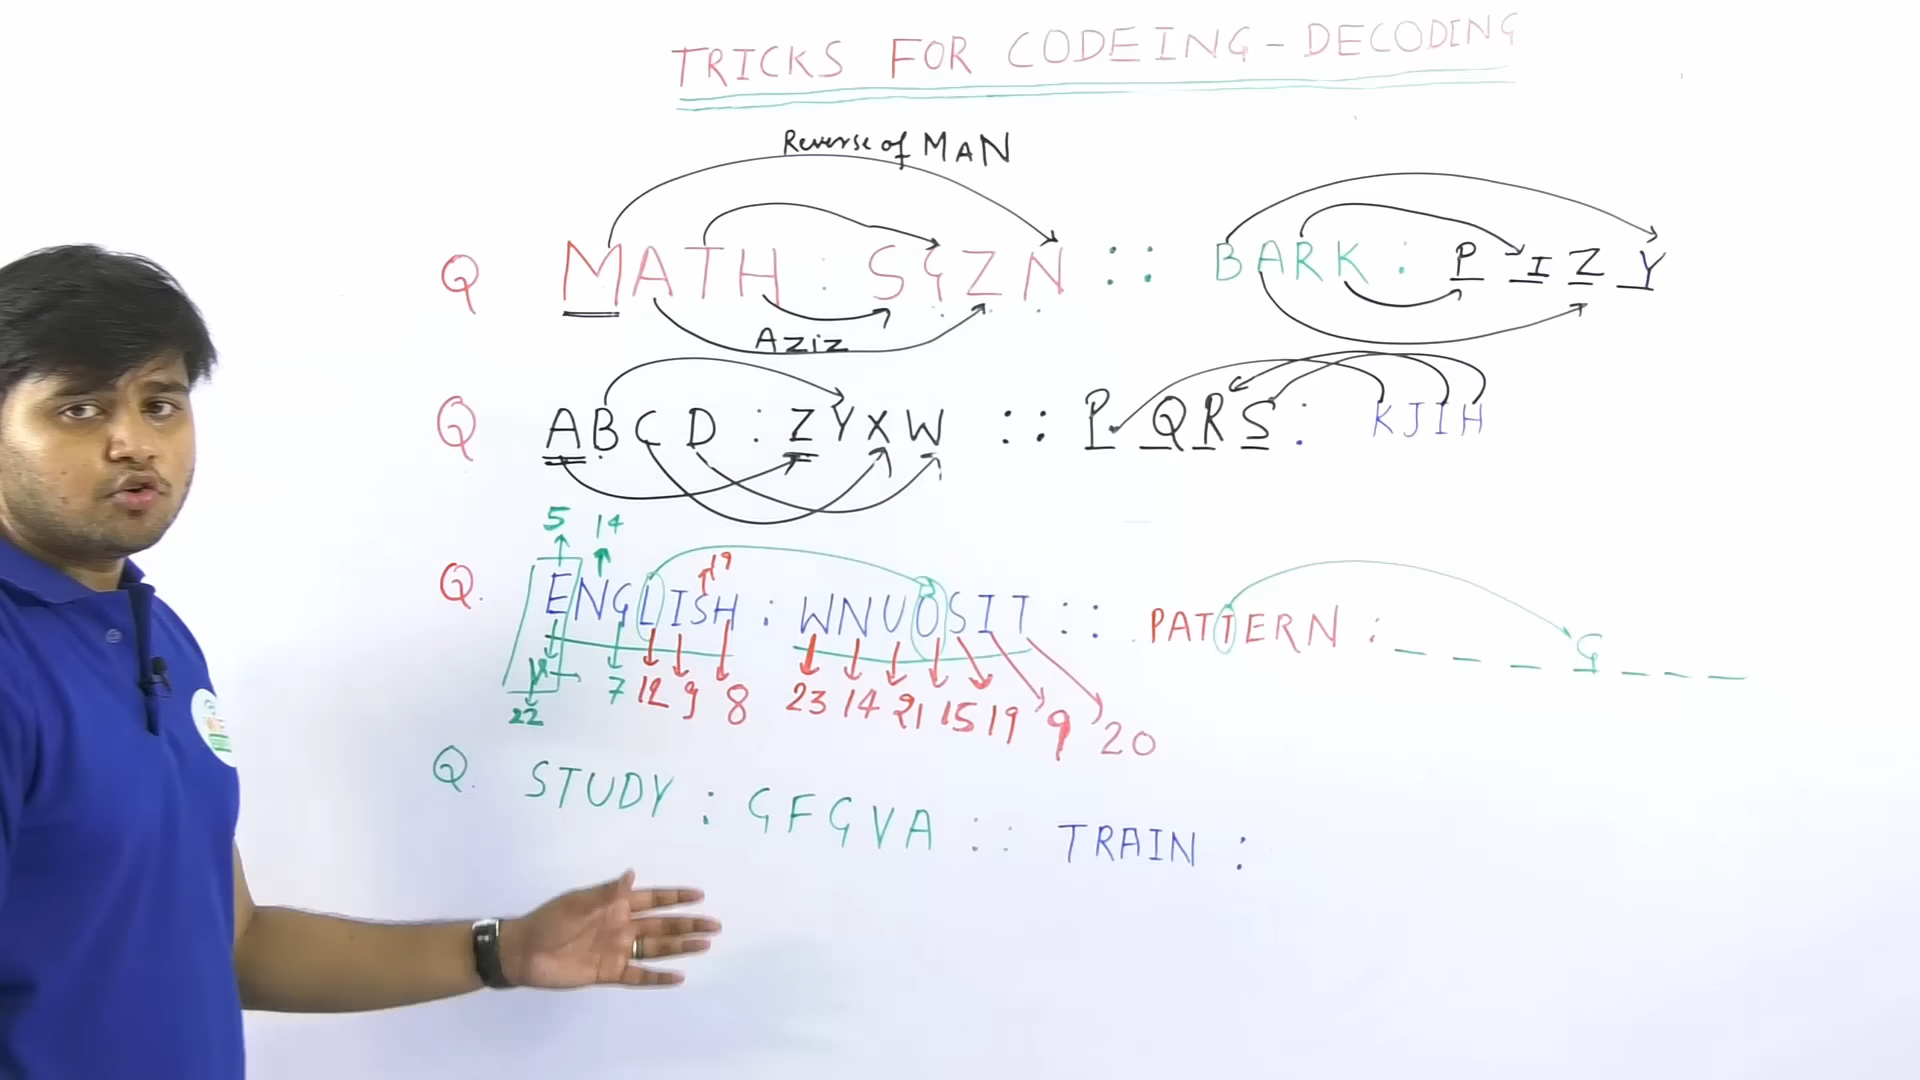 TRICKS FOR CODEING - DECODING
Reverse of MAN
Q MATH : SGZN :: BARK : P I Z Y
Aziz
Q ABCD : ZYXW :: P Q R S : KJIH
5 14 19
Q. ENGLISH : WNUOSIT :: PATTERN : _ _ _ G _ _ _
22 7 12 9 8 23 14 21 15 19 9 20
Q. STUDY : GFGVA :: TRAIN :